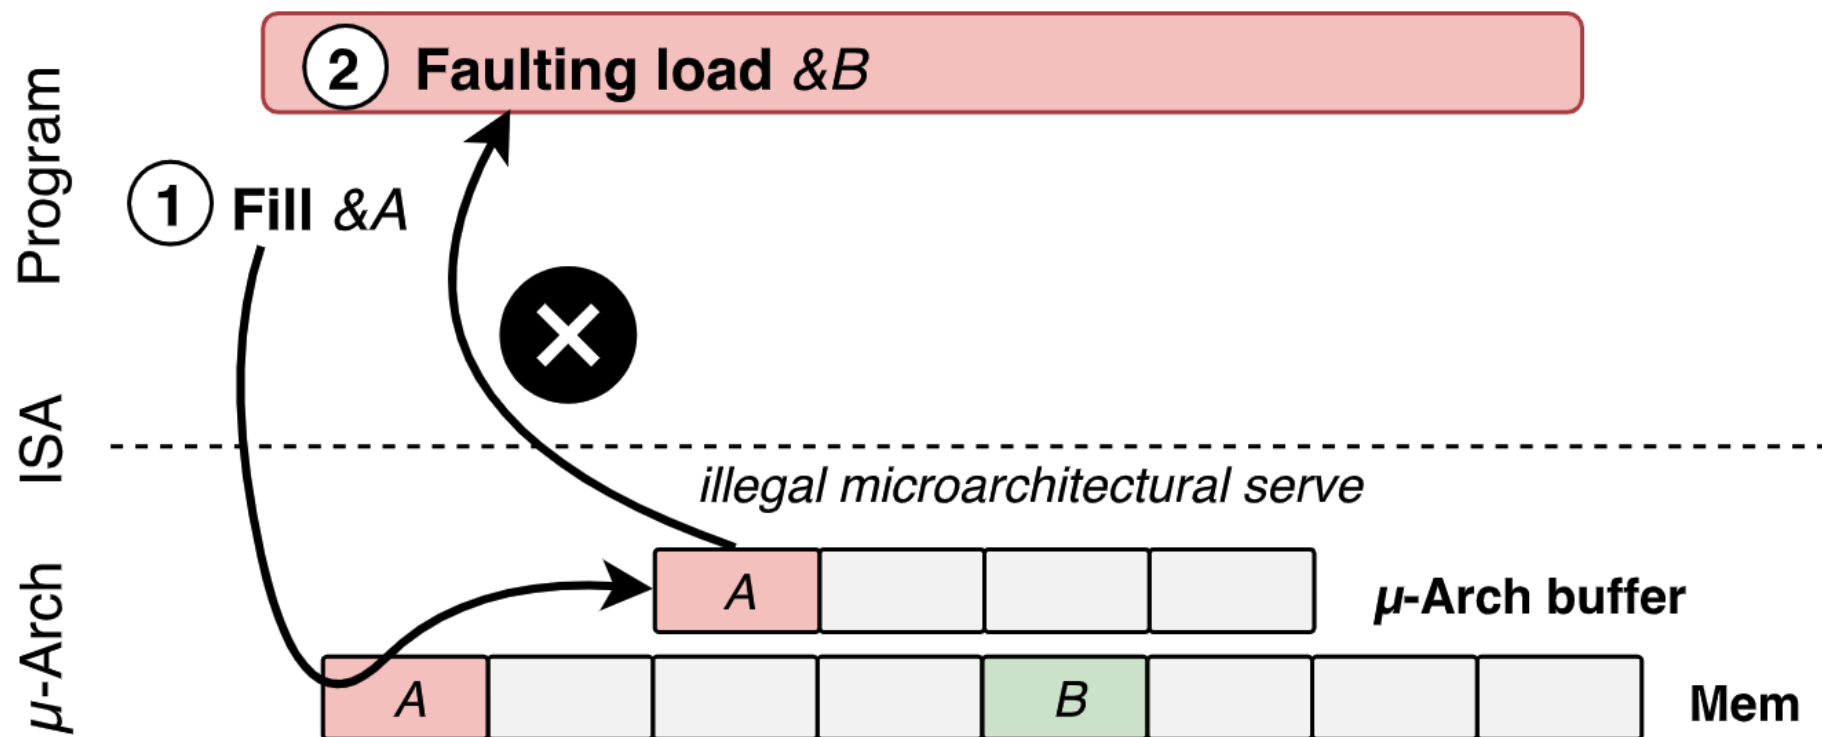 Program
ISA
μ-Arch
2 Faulting load &B
1 Fill &A
illegal microarchitectural serve
A
μ-Arch buffer
A
B
Mem